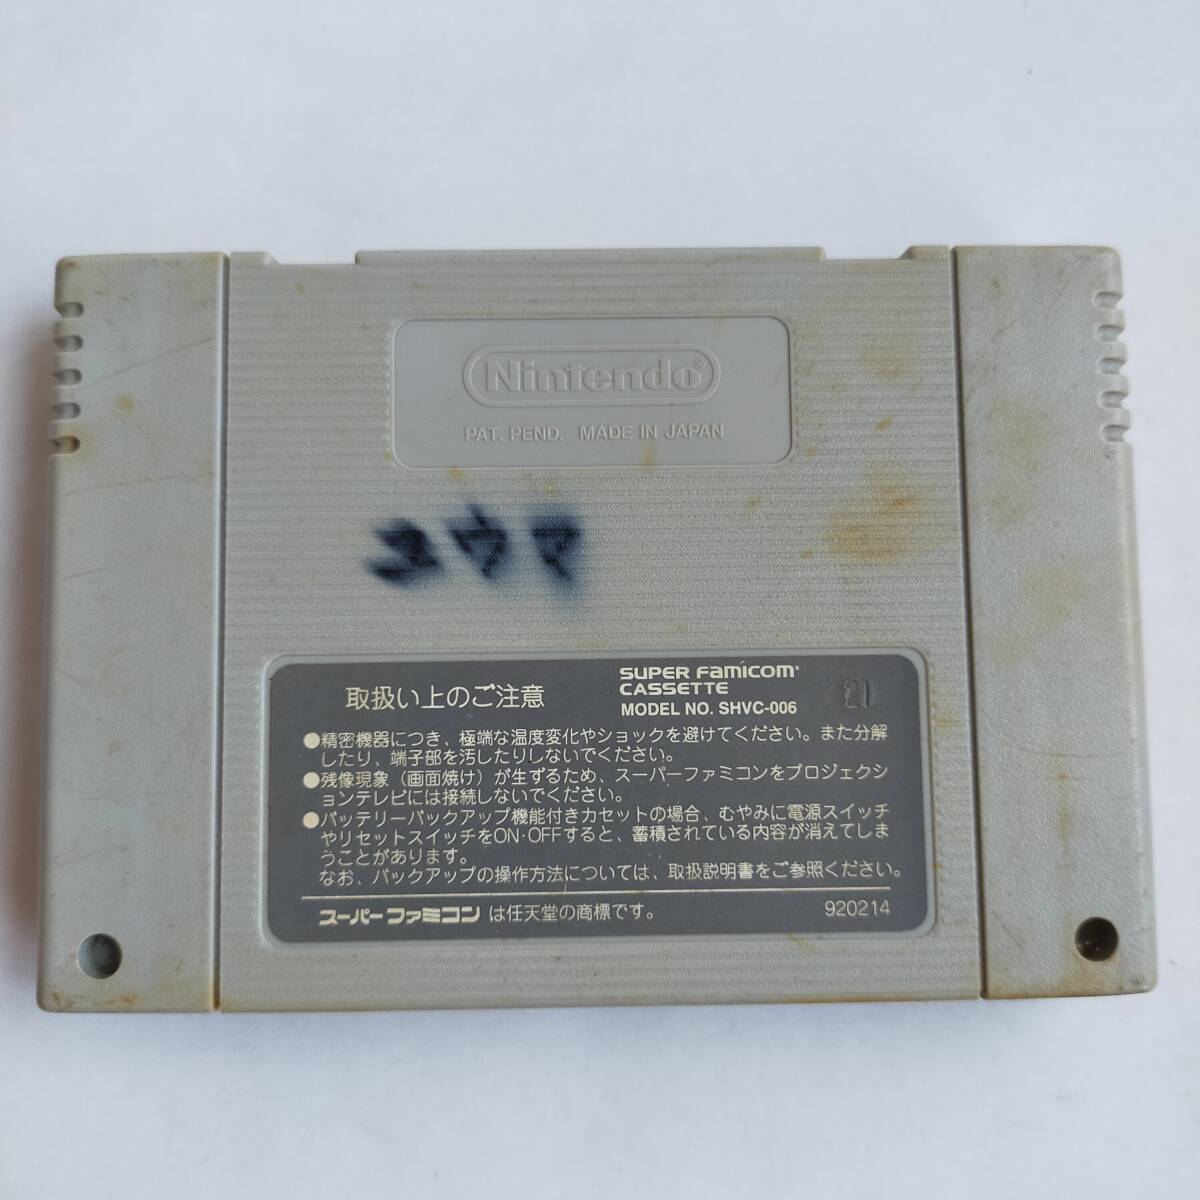 Nintendo®
PAT. PEND. MADE IN JAPAN
ユウマ
取扱い上のご注意
SUPER Famicom
CASSETTE
MODEL NO. SHVC-006
21
●精密機器につき、極端な温度変化やショックを避けてください。また分解
したり、端子部を汚したりしないでください。
●残像現象（画面焼け）が生ずるため、スーパーファミコンをプロジェクシ
ョンテレビには接続しないでください。
●バッテリーバックアップ機能付きカセットの場合、むやみに電源スイッチ
やリセットスイッチをON・OFFすると、蓄積されている内容が消えてしま
うことがあります。
なお、バックアップの操作方法については、取扱説明書をご参照ください。
スーパーファミコン は任天堂の商標です。
920214